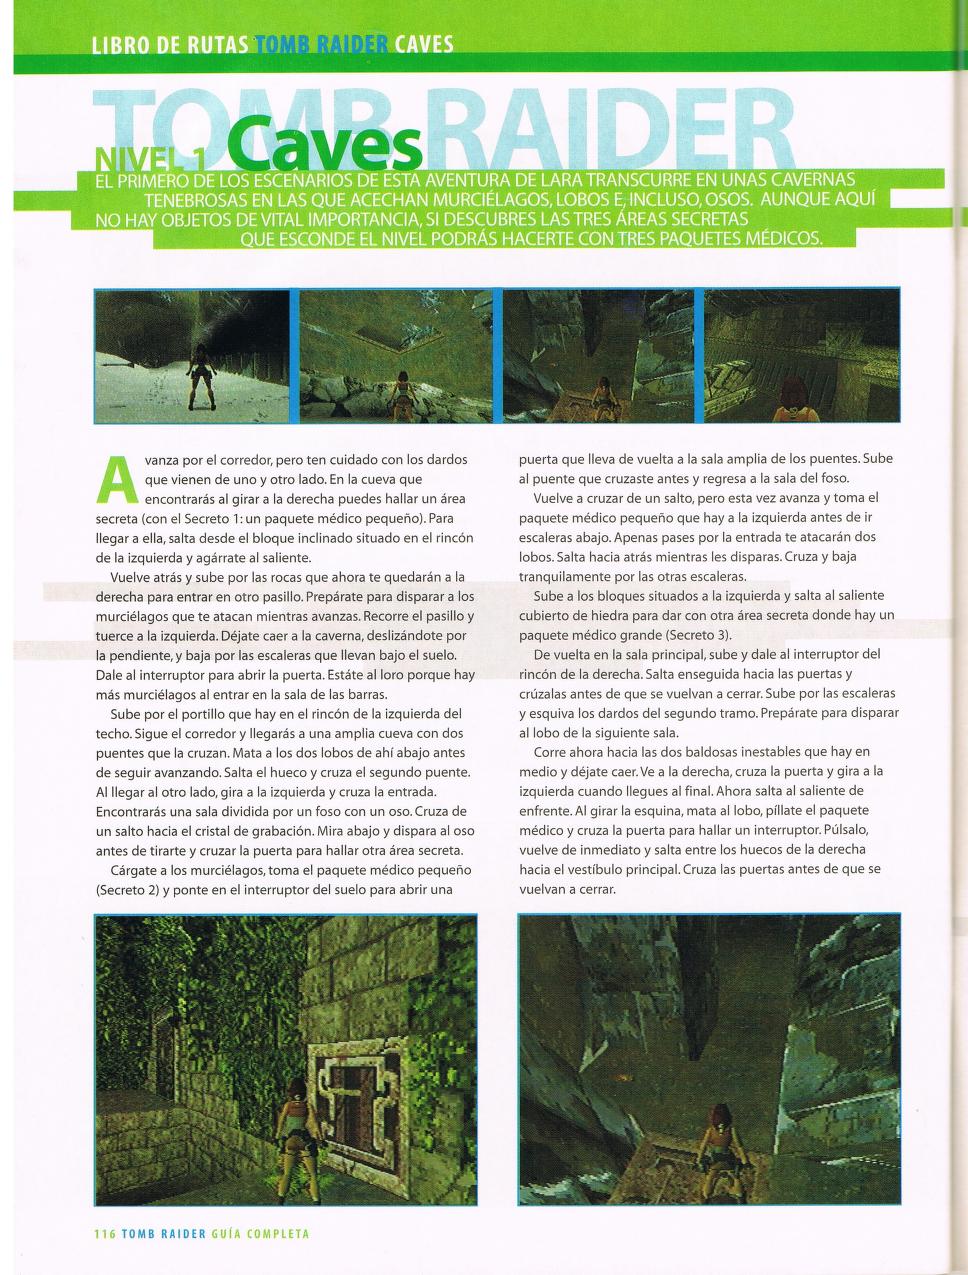 LIBRO DE RUTAS TOMB RAIDER CAVES
TOMB RAIDER
NIVEL 1 Caves
EL PRIMERO DE LOS ESCENARIOS DE ESTA AVENTURA DE LARA TRANSCURRE EN UNAS CAVERNAS
TENEBROSAS EN LAS QUE ACECHAN MURCIÉLAGOS, LOBOS E, INCLUSO, OSOS. AUNQUE AQUÍ
NO HAY OBJETOS DE VITAL IMPORTANCIA, SI DESCUBRES LAS TRES ÁREAS SECRETAS
QUE ESCONDE EL NIVEL PODRÁS HACERTE CON TRES PAQUETES MÉDICOS.
Avanza por el corredor, pero ten cuidado con los dardos
que vienen de uno y otro lado. En la cueva que
encontrarás al girar a la derecha puedes hallar un área
secreta (con el Secreto 1: un paquete médico pequeño). Para
llegar a ella, salta desde el bloque inclinado situado en el rincón
de la izquierda y agárrate al saliente.
Vuelve atrás y sube por las rocas que ahora te quedarán a la
derecha para entrar en otro pasillo. Prepárate para disparar a los
murciélagos que te atacan mientras avanzas. Recorre el pasillo y
tuerce a la izquierda. Déjate caer a la caverna, deslizándote por
la pendiente, y baja por las escaleras que llevan bajo el suelo.
Dale al interruptor para abrir la puerta. Estáte al loro porque hay
más murciélagos al entrar en la sala de las barras.
Sube por el portillo que hay en el rincón de la izquierda del
techo. Sigue el corredor y llegarás a una amplia cueva con dos
puentes que la cruzan. Mata a los dos lobos de ahí abajo antes
de seguir avanzando. Salta el hueco y cruza el segundo puente.
Al llegar al otro lado, gira a la izquierda y cruza la entrada.
Encontrarás una sala dividida por un foso con un oso. Cruza de
un salto hacia el cristal de grabación. Mira abajo y dispara al oso
antes de tirarte y cruzar la puerta para hallar otra área secreta.
Cárgate a los murciélagos, toma el paquete médico pequeño
(Secreto 2) y ponte en el interruptor del suelo para abrir una
puerta que lleva de vuelta a la sala amplia de los puentes. Sube
al puente que cruzaste antes y regresa a la sala del foso.
Vuelve a cruzar de un salto, pero esta vez avanza y toma el
paquete médico pequeño que hay a la izquierda antes de ir
escaleras abajo. Apenas pases por la entrada te atacarán dos
lobos. Salta hacia atrás mientras les disparas. Cruza y baja
tranquilamente por las otras escaleras.
Sube a los bloques situados a la izquierda y salta al saliente
cubierto de hiedra para dar con otra área secreta donde hay un
paquete médico grande (Secreto 3).
De vuelta en la sala principal, sube y dale al interruptor del
rincón de la derecha. Salta enseguida hacia las puertas y
crúzalas antes de que se vuelvan a cerrar. Sube por las escaleras
y esquiva los dardos del segundo tramo. Prepárate para disparar
al lobo de la siguiente sala.
Corre ahora hacia las dos baldosas inestables que hay en
medio y déjate caer. Ve a la derecha, cruza la puerta y gira a la
izquierda cuando llegues al final. Ahora salta al saliente de
enfrente. Al girar la esquina, mata al lobo, píllate el paquete
médico y cruza la puerta para hallar un interruptor. Púlsalo,
vuelve de inmediato y salta entre los huecos de la derecha
hacia el vestíbulo principal. Cruza las puertas antes de que se
vuelvan a cerrar.
116 TOMB RAIDER GUÍA COMPLETA